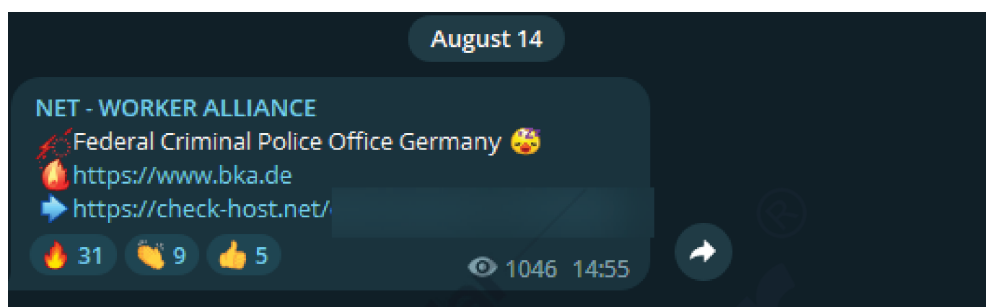 August 14
NET - WORKER ALLIANCE
Federal Criminal Police Office Germany
https://www.bka.de
https://check-host.net/
31 9 5 1046 14:55